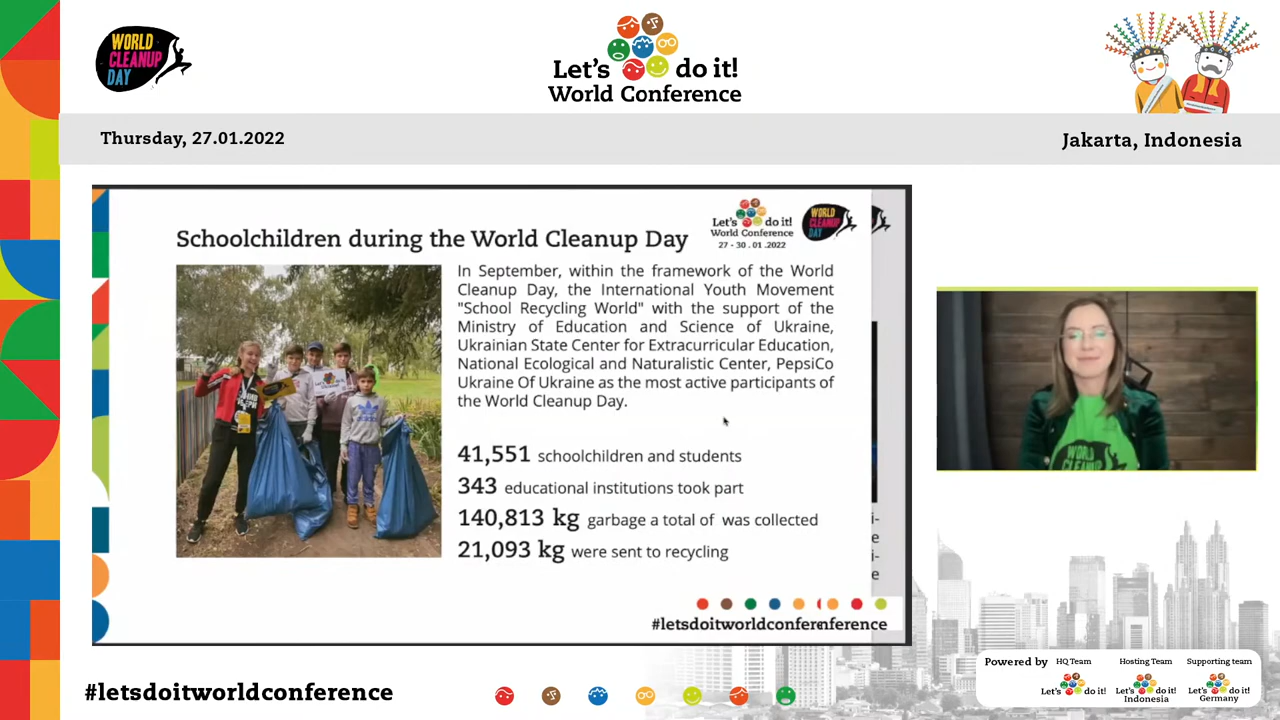 WORLD
CLEANUP
DAY
Let's do it!
World Conference
Thursday, 27.01.2022
Jakarta, Indonesia
Schoolchildren during the World Cleanup Day
Let's do it!
World Conference
27 - 30 . 01 .2022
WORLD
CLEANUP
DAY
In September, within the framework of the World
Cleanup Day, the International Youth Movement
"School Recycling World" with the support of the
Ministry of Education and Science of Ukraine,
Ukrainian State Center for Extracurricular Education,
National Ecological and Naturalistic Center, PepsiCo
Ukraine Of Ukraine as the most active participants of
the World Cleanup Day.
41,551 schoolchildren and students
343 educational institutions took part
140,813 kg garbage a total of was collected
21,093 kg were sent to recycling
#letsdoitworldconferenference
WORLD
CLEANUP
#letsdoitworldconference
Powered by
HQ Team
Hosting Team
Supporting team
Let's do it!
Let's do it!
Indonesia
Let's do it!
Germany